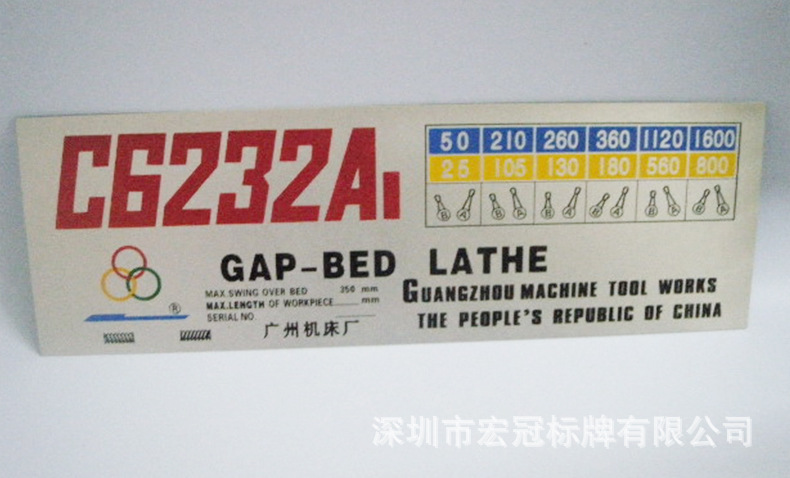 C6232A1
50 210 260 360 1120 1600
25 105 130 180 560 800
B A B A B A B A B A B A
GAP-BED LATHE
MAX SWING OVER BED 350 mm
MAX.LENGTH OF WORKPIECE mm
SERIAL NO.
广州机床厂
GUANGZHOU MACHINE TOOL WORKS
THE PEOPLE'S REPUBLIC OF CHINA
®
深圳市宏冠标牌有限公司